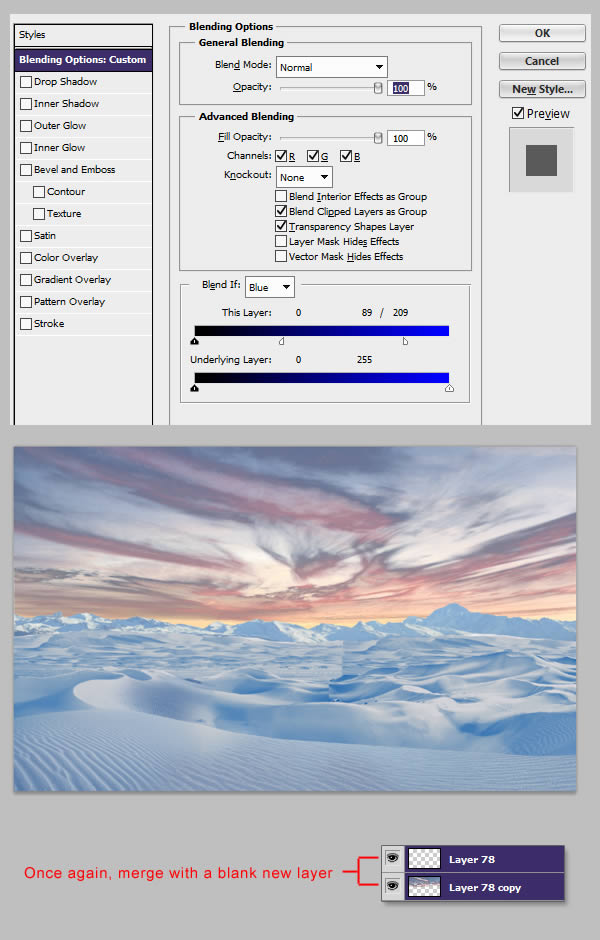 Styles
Blending Options: Custom
Drop Shadow
Inner Shadow
Outer Glow
Inner Glow
Bevel and Emboss
Contour
Texture
Satin
Color Overlay
Gradient Overlay
Pattern Overlay
Stroke
Blending Options
General Blending
Blend Mode: Normal
Opacity: 100 %
Advanced Blending
Fill Opacity: 100 %
Channels: R G B
Knockout: None
Blend Interior Effects as Group
Blend Clipped Layers as Group
Transparency Shapes Layer
Layer Mask Hides Effects
Vector Mask Hides Effects
Blend If: Blue
This Layer: 0 89 / 209
Underlying Layer: 0 255
OK
Cancel
New Style...
Preview
Once again, merge with a blank new layer
Layer 78
Layer 78 copy